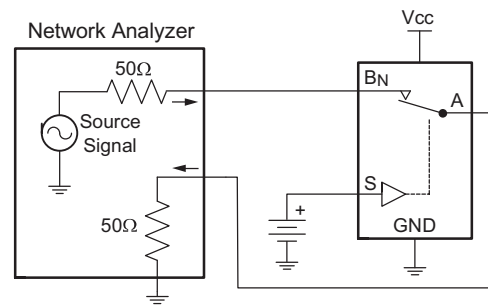 Network Analyzer
Vcc
50Ω
BN
A
Source
Signal
S
+
50Ω
GND